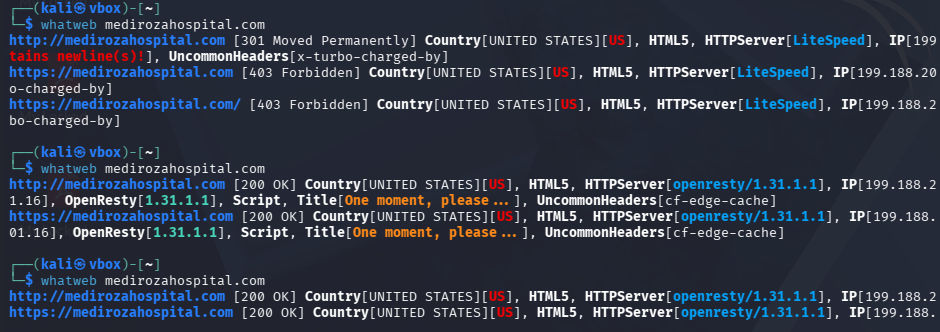 ┌──(kali㉿vbox)-[~]
└─$ whatweb medirozahospital.com
http://medirozahospital.com [301 Moved Permanently] Country[UNITED STATES][US], HTML5, HTTPServer[LiteSpeed], IP[199
tains newline(s)!], UncommonHeaders[x-turbo-charged-by]
https://medirozahospital.com [403 Forbidden] Country[UNITED STATES][US], HTML5, HTTPServer[LiteSpeed], IP[199.188.20
o-charged-by]
https://medirozahospital.com/ [403 Forbidden] Country[UNITED STATES][US], HTML5, HTTPServer[LiteSpeed], IP[199.188.2
bo-charged-by]
┌──(kali㉿vbox)-[~]
└─$ whatweb medirozahospital.com
http://medirozahospital.com [200 OK] Country[UNITED STATES][US], HTML5, HTTPServer[openresty/1.31.1.1], IP[199.188.2
1.16], OpenResty[1.31.1.1], Script, Title[One moment, please...], UncommonHeaders[cf-edge-cache]
https://medirozahospital.com [200 OK] Country[UNITED STATES][US], HTML5, HTTPServer[openresty/1.31.1.1], IP[199.188.
01.16], OpenResty[1.31.1.1], Script, Title[One moment, please...], UncommonHeaders[cf-edge-cache]
┌──(kali㉿vbox)-[~]
└─$ whatweb medirozahospital.com
http://medirozahospital.com [200 OK] Country[UNITED STATES][US], HTML5, HTTPServer[openresty/1.31.1.1], IP[199.188.2
https://medirozahospital.com [200 OK] Country[UNITED STATES][US], HTML5, HTTPServer[openresty/1.31.1.1], IP[199.188.